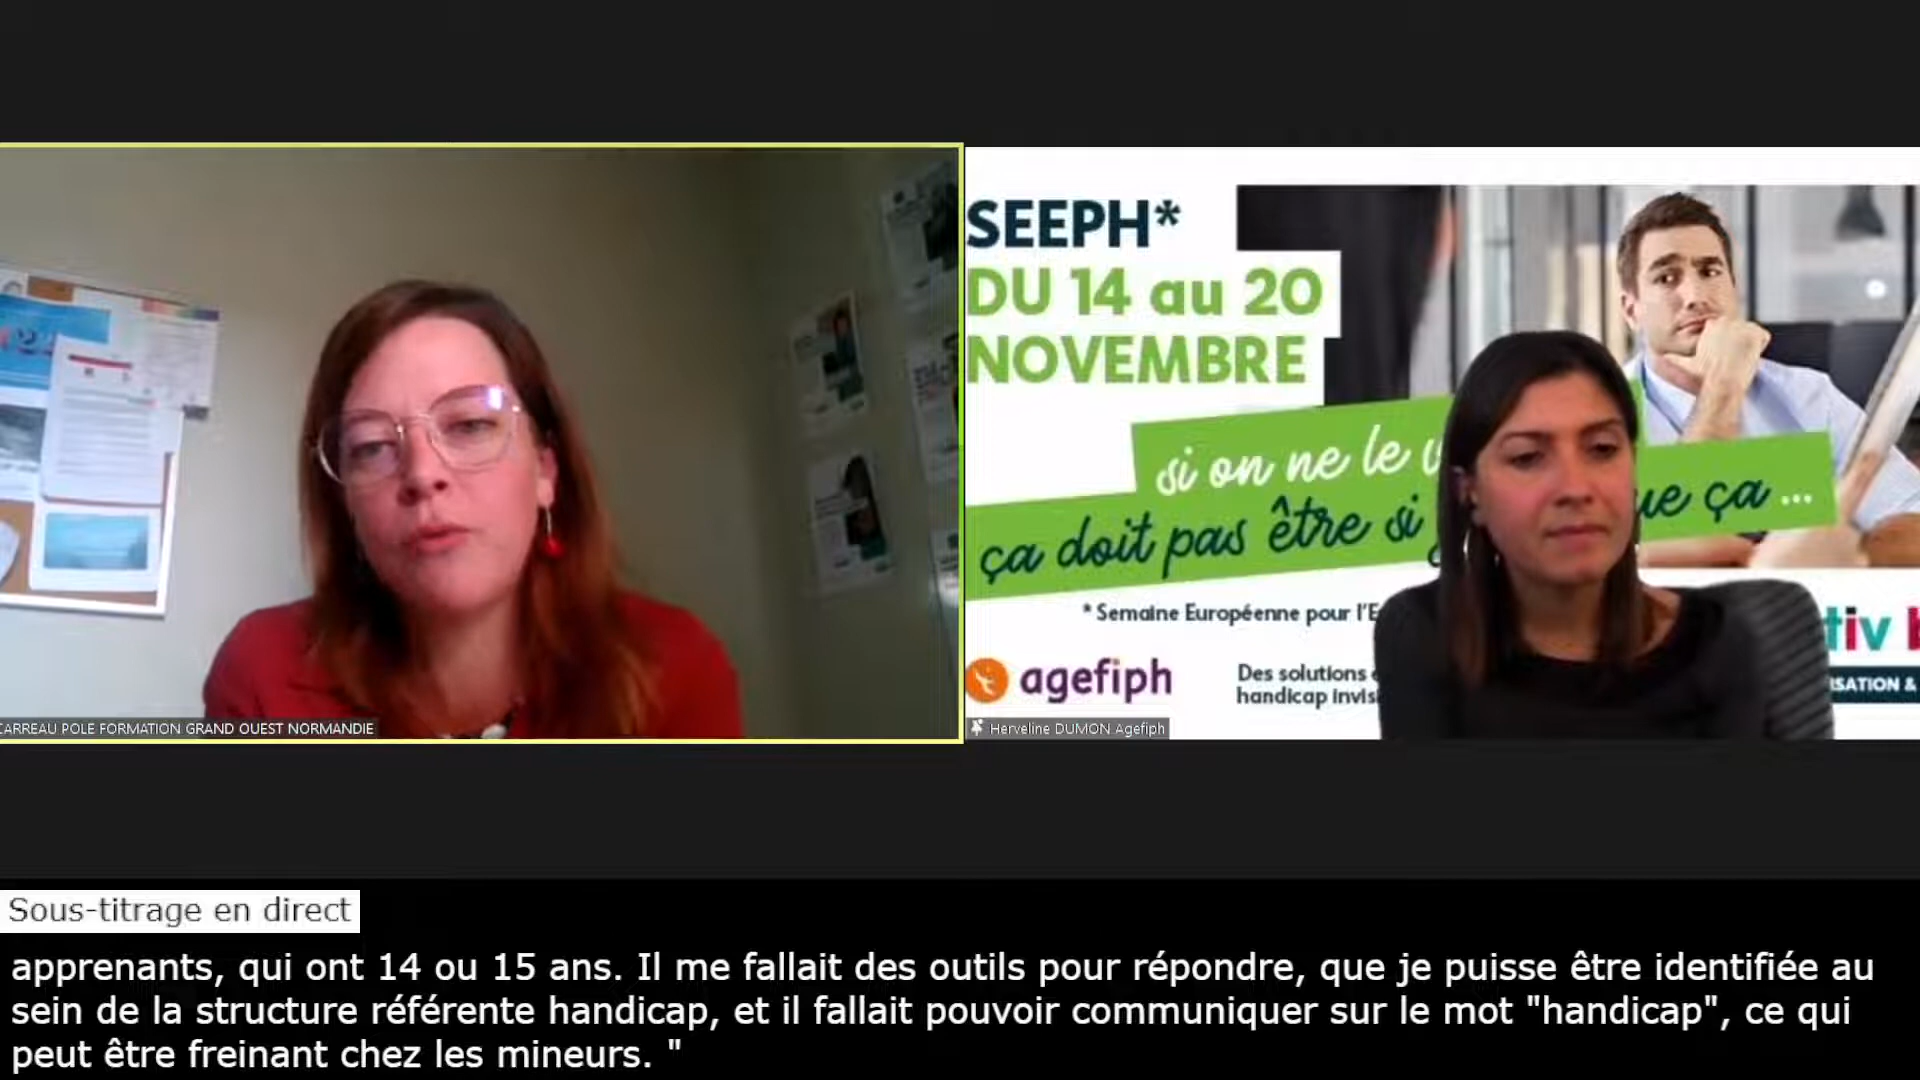 SEEPH*
DU 14 au 20
NOVEMBRE
si on ne le
ça doit pas être si
ue ça ...
* Semaine Européenne pour l'E
agefiph
Des solutions
handicap invis
tiv b
ISATION &
CARREAU POLE FORMATION GRAND OUEST NORMANDIE
Herveline DUMON Agefiph
Sous-titrage en direct
apprenants, qui ont 14 ou 15 ans. Il me fallait des outils pour répondre, que je puisse être identifiée au
sein de la structure référente handicap, et il fallait pouvoir communiquer sur le mot "handicap", ce qui
peut être freinant chez les mineurs. "